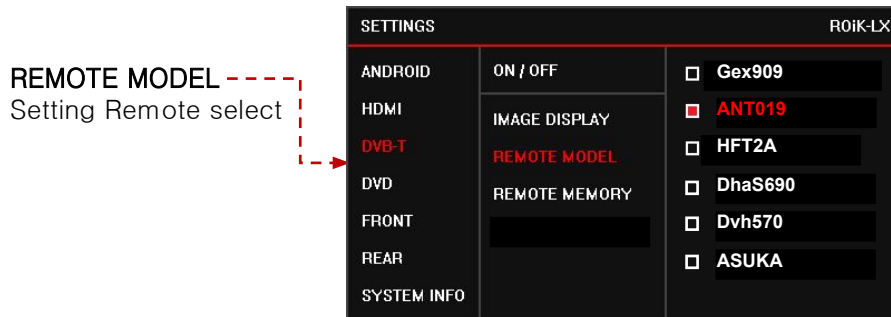 REMOTE MODEL
Setting Remote select
SETTINGS
ROiK-LX
ANDROID
HDMI
DVB-T
DVD
FRONT
REAR
SYSTEM INFO
ON / OFF
IMAGE DISPLAY
REMOTE MODEL
REMOTE MEMORY
Gex909
ANT019
HFT2A
DhaS690
Dvh570
ASUKA